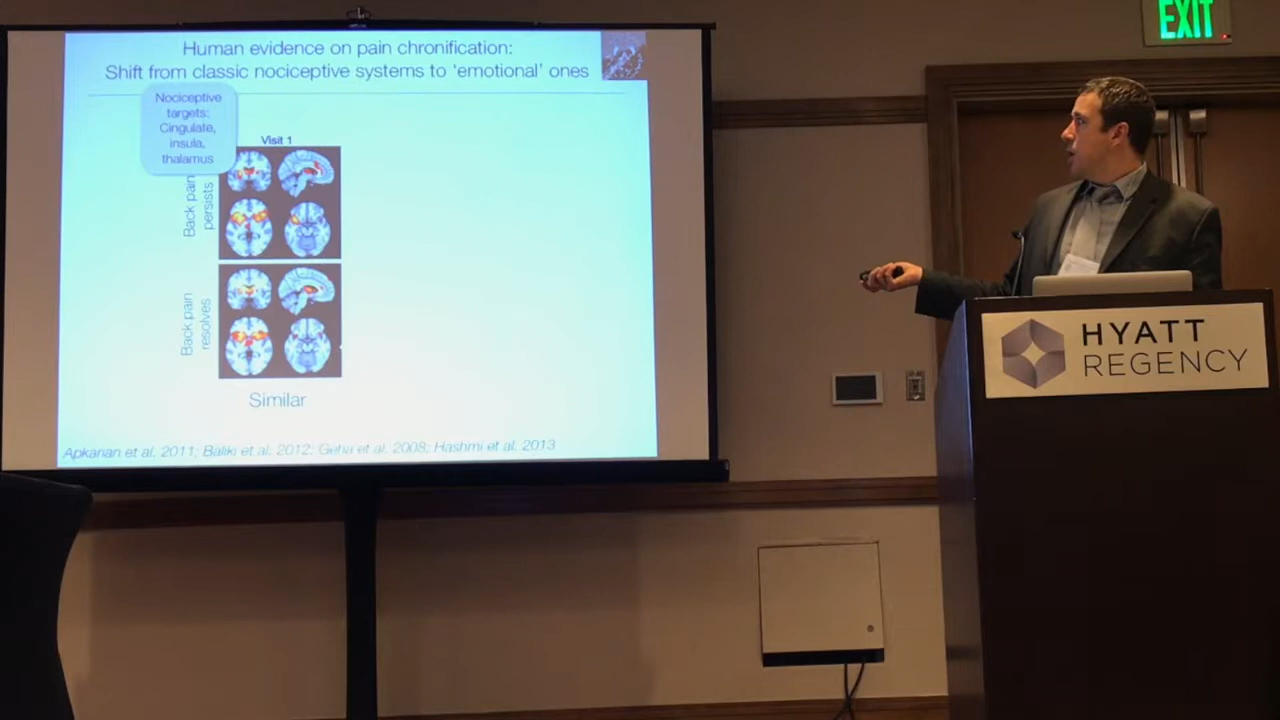 Human evidence on pain chronification:
Shift from classic nociceptive systems to 'emotional' ones
Nociceptive
targets:
Cingulate,
insula,
thalamus
Visit 1
Back pain
persists
Back pain
resolves
Similar
Apkarian et al. 2011; Baliki et al. 2012; Geha et al. 2008; Hashmi et al. 2013
EXIT
HYATT
REGENCY